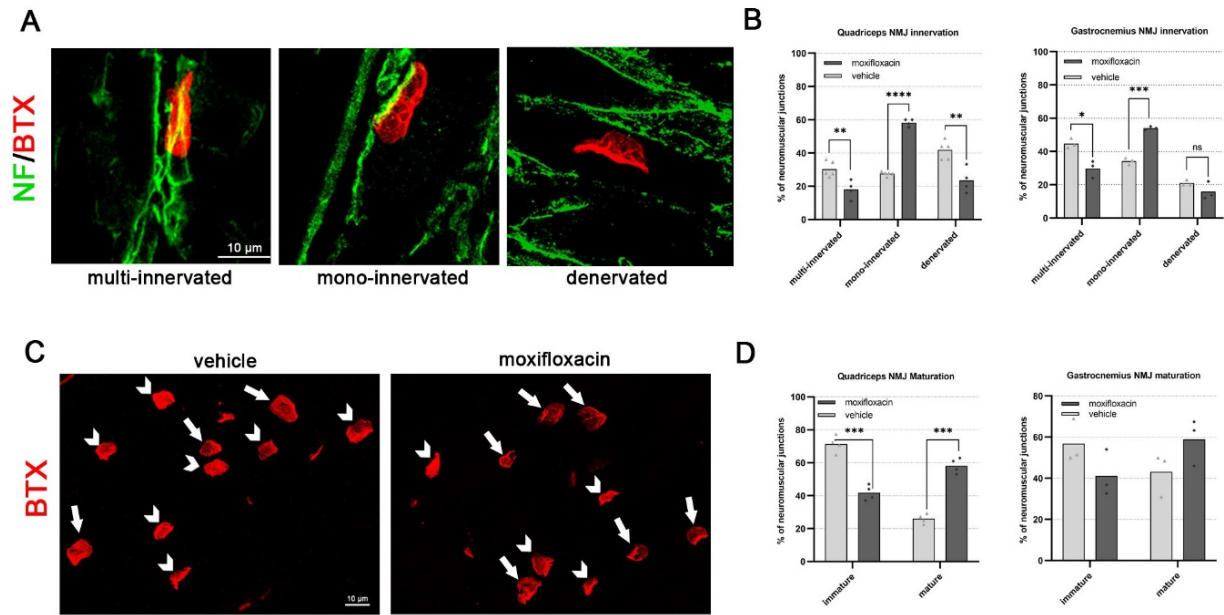 A
NF/BTX
10 µm
multi-innervated
mono-innervated
denervated
B
Quadriceps NMJ innervation
% of neuromuscular junctions
100
80
60
40
20
0
moxifloxacin
vehicle
**
****
**
multi-innervated
mono-innervated
denervated
Gastrocnemius NMJ innervation
% of neuromuscular junctions
100
80
60
40
20
0
moxifloxacin
vehicle
*
***
ns
multi-innervated
mono-innervated
denervated
C
BTX
vehicle
moxifloxacin
10 µm
D
Quadriceps NMJ Maturation
% of neuromuscular junctions
100
80
60
40
20
0
moxifloxacin
vehicle
***
***
immature
mature
Gastrocnemius NMJ maturation
% of neuromuscular junctions
80
60
40
20
0
moxifloxacin
vehicle
immature
mature